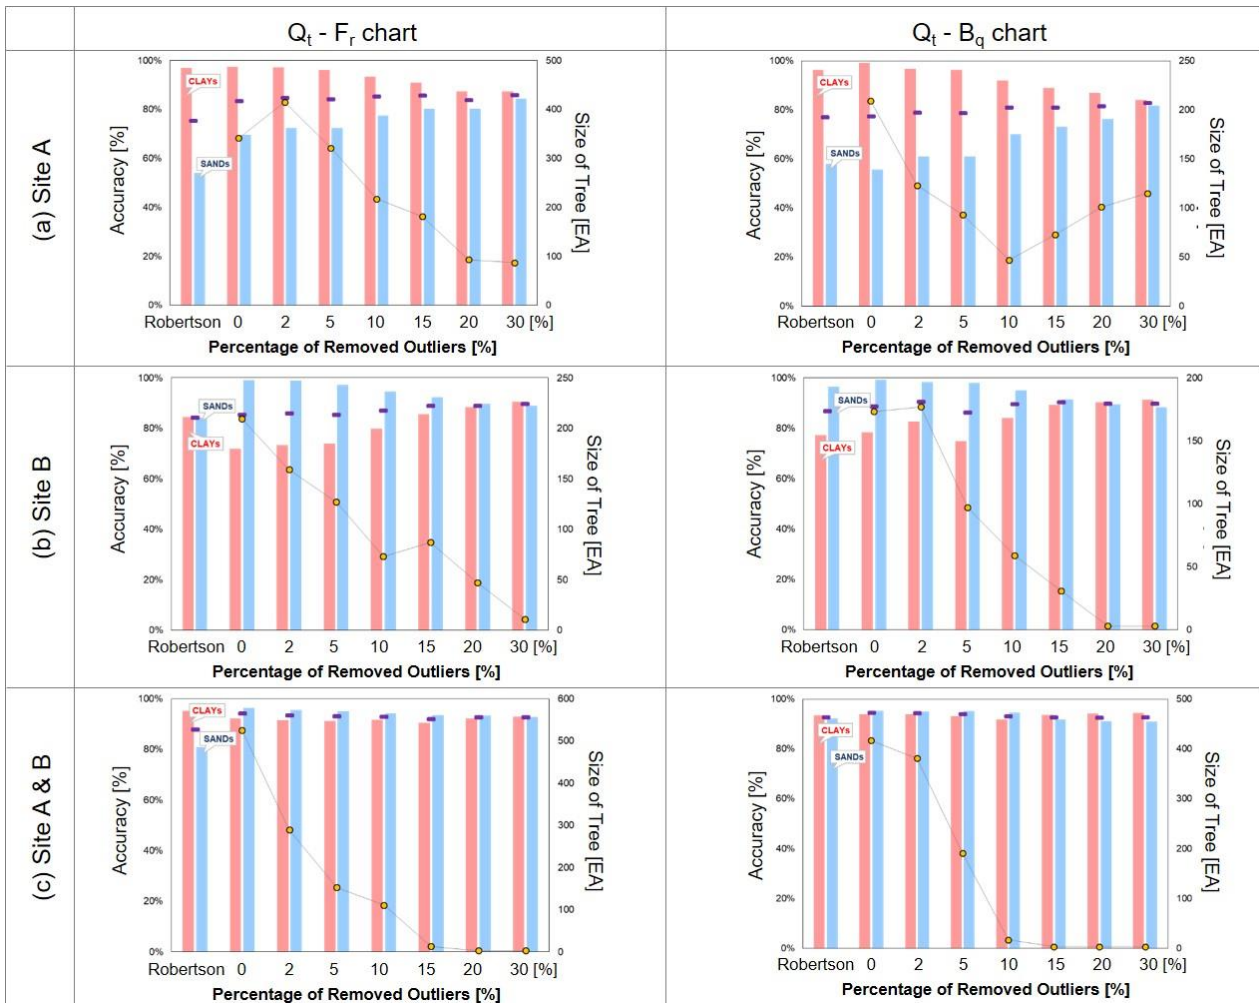 Qt - Fr chart
Qt - Bq chart
(a) Site A
Accuracy [%]
100%
80%
60%
40%
20%
0%
CLAYs
SANDs
500
400
300
200
100
0
Size of Tree [EA]
Robertson 0 2 5 10 15 20 30 [%]
Percentage of Removed Outliers [%]
Accuracy [%]
100%
80%
60%
40%
20%
0%
CLAYs
SANDs
250
200
150
100
50
0
Size of Tree [EA]
Robertson 0 2 5 10 15 20 30 [%]
Percentage of Removed Outliers [%]
(b) Site B
Accuracy [%]
100%
80%
60%
40%
20%
0%
SANDs
CLAYs
250
200
150
100
50
0
Size of Tree [EA]
Robertson 0 2 5 10 15 20 30 [%]
Percentage of Removed Outliers [%]
Accuracy [%]
100%
80%
60%
40%
20%
0%
SANDs
CLAYs
200
150
100
50
0
Size of Tree [EA]
Robertson 0 2 5 10 15 20 30 [%]
Percentage of Removed Outliers [%]
(c) Site A & B
Accuracy [%]
100%
80%
60%
40%
20%
0%
CLAYs
SANDs
600
500
400
300
200
100
0
Size of Tree [EA]
Robertson 0 2 5 10 15 20 30 [%]
Percentage of Removed Outliers [%]
Accuracy [%]
100%
80%
60%
40%
20%
0%
CLAYs
SANDs
500
400
300
200
100
0
Size of Tree [EA]
Robertson 0 2 5 10 15 20 30 [%]
Percentage of Removed Outliers [%]